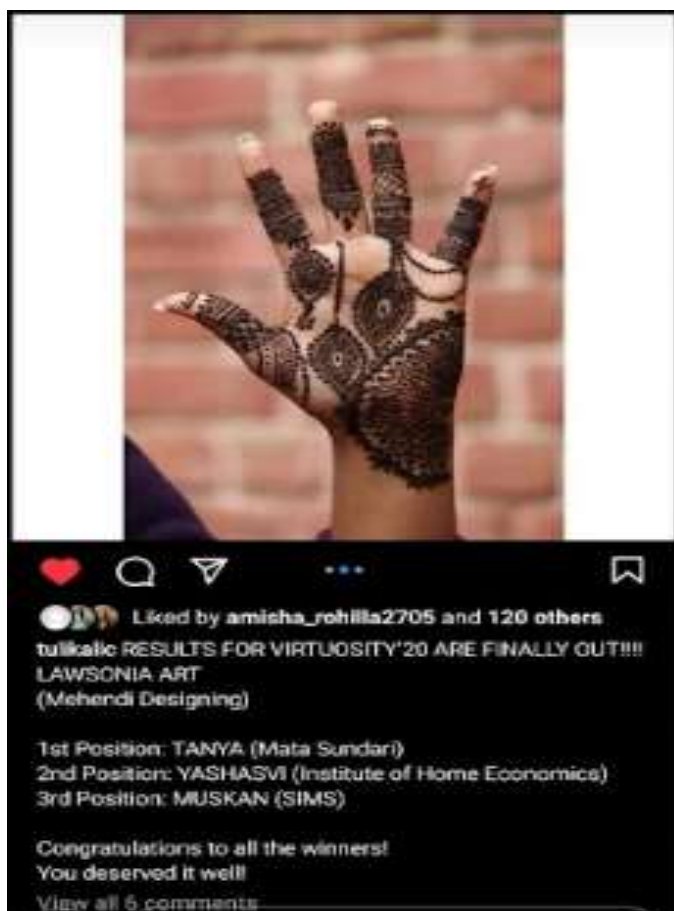 Liked by amisha_rohilla2705 and 120 others
tulikaiic RESULTS FOR VIRTUOSITY'20 ARE FINALLY OUT!!!!
LAWSONIA ART
(Mehendi Designing)
1st Position: TANYA (Mata Sundari)
2nd Position: YASHASVI (Institute of Home Economics)
3rd Position: MUSKAN (SIMS)
Congratulations to all the winners!
You deserved it well!
View all 5 comments